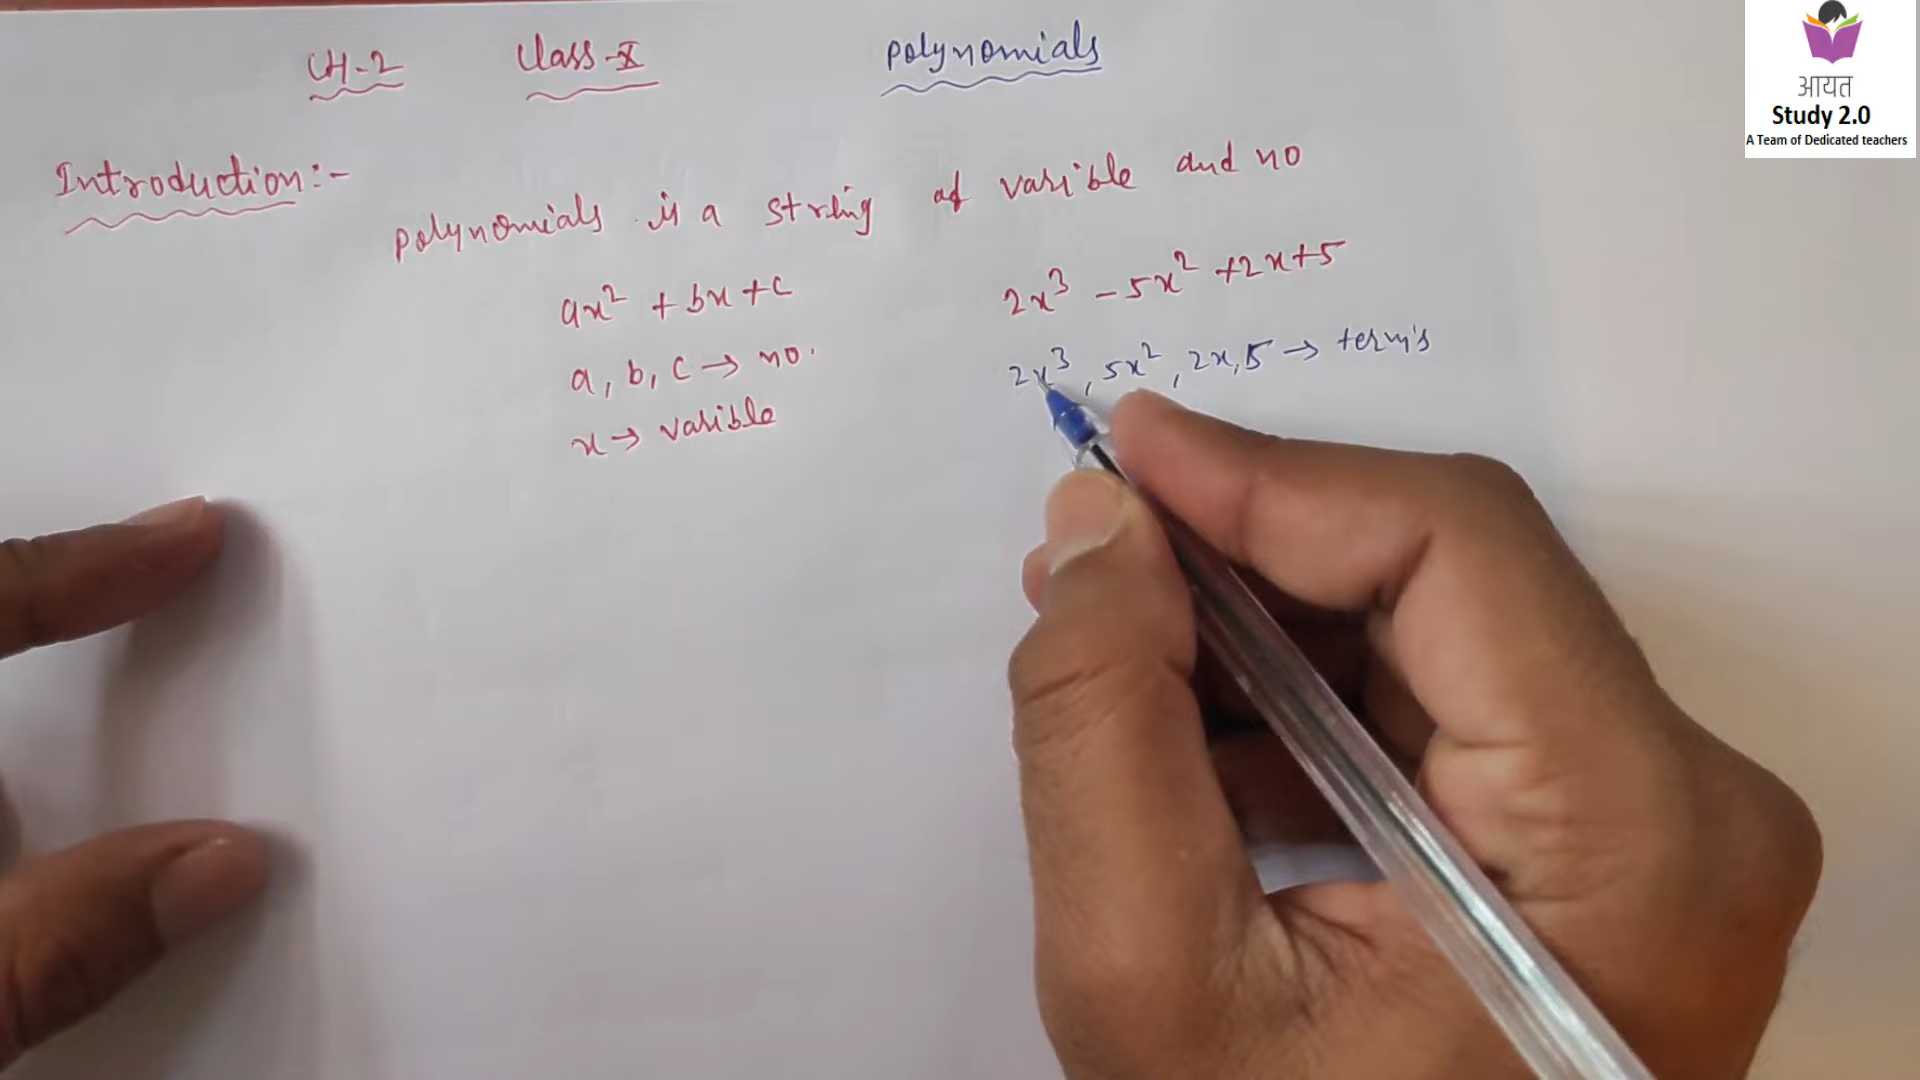 CH-2 Class-X Polynomials
Introduction:-
Polynomials is a string of varible and no
ax² + bx + c
2x³ - 5x² + 2x + 5
a, b, c → no.
2x³, 5x², 2x, 5 → term's
x → varible
आयत
Study 2.0
A Team of Dedicated teachers